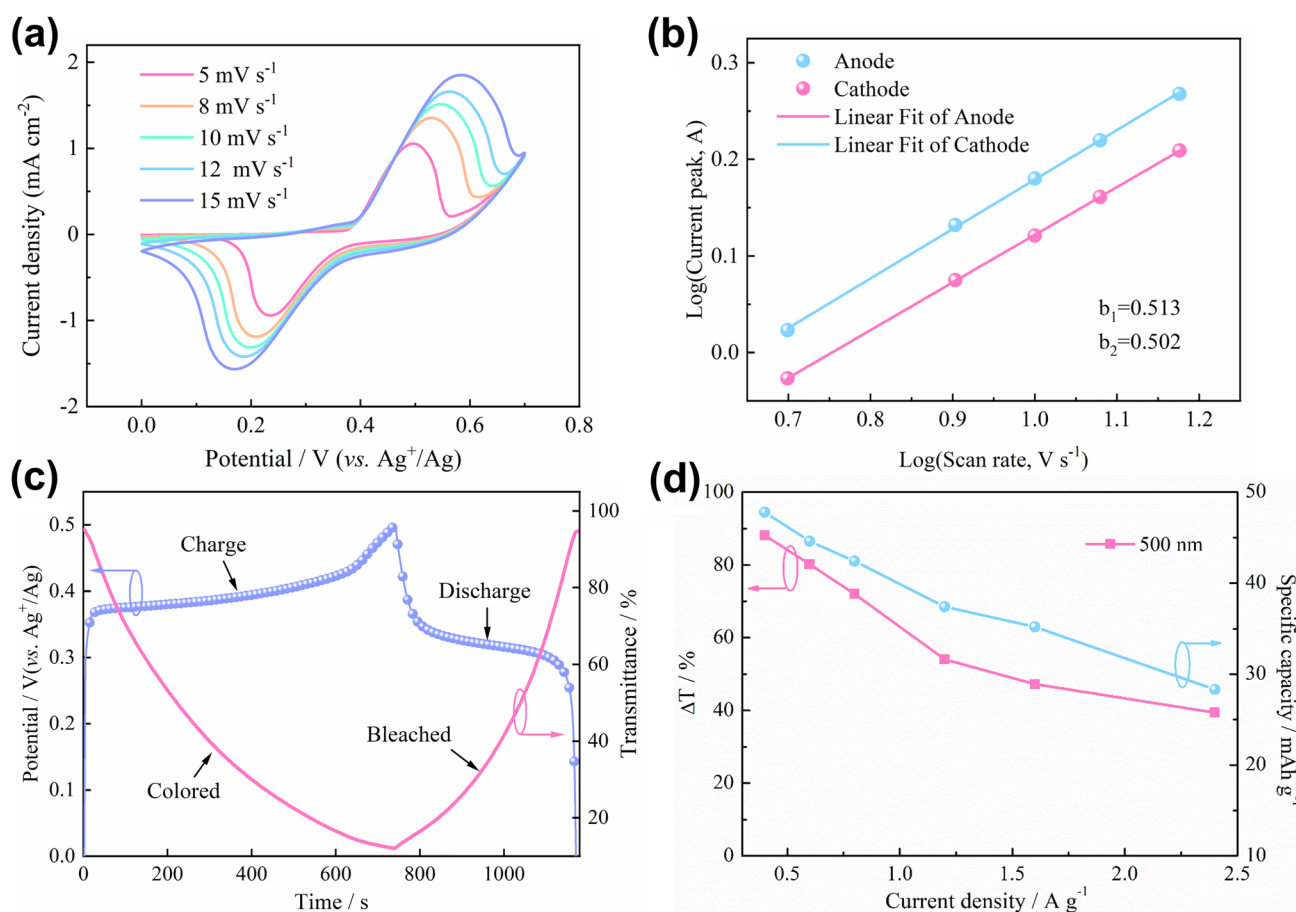 (a)
2
1
0
-1
-2
Current density (mA cm⁻²)
5 mV s⁻¹
8 mV s⁻¹
10 mV s⁻¹
12 mV s⁻¹
15 mV s⁻¹
0.0 0.2 0.4 0.6 0.8
Potential / V (vs. Ag⁺/Ag)
(b)
0.3
0.2
0.1
0.0
Log(Current peak, A)
Anode
Cathode
Linear Fit of Anode
Linear Fit of Cathode
b₁=0.513
b₂=0.502
0.7 0.8 0.9 1.0 1.1 1.2
Log(Scan rate, V s⁻¹)
(c)
0.5
0.4
0.3
0.2
0.1
0.0
Potential / V(vs. Ag⁺/Ag)
Charge
Discharge
Colored
Bleached
100
80
60
40
20
Transmittance / %
0 200 400 600 800 1000
Time / s
(d)
100
80
60
40
20
0
ΔT / %
500 nm
50
40
30
20
10
Specific capacity / mAh g⁻¹
0.5 1.0 1.5 2.0 2.5
Current density / A g⁻¹